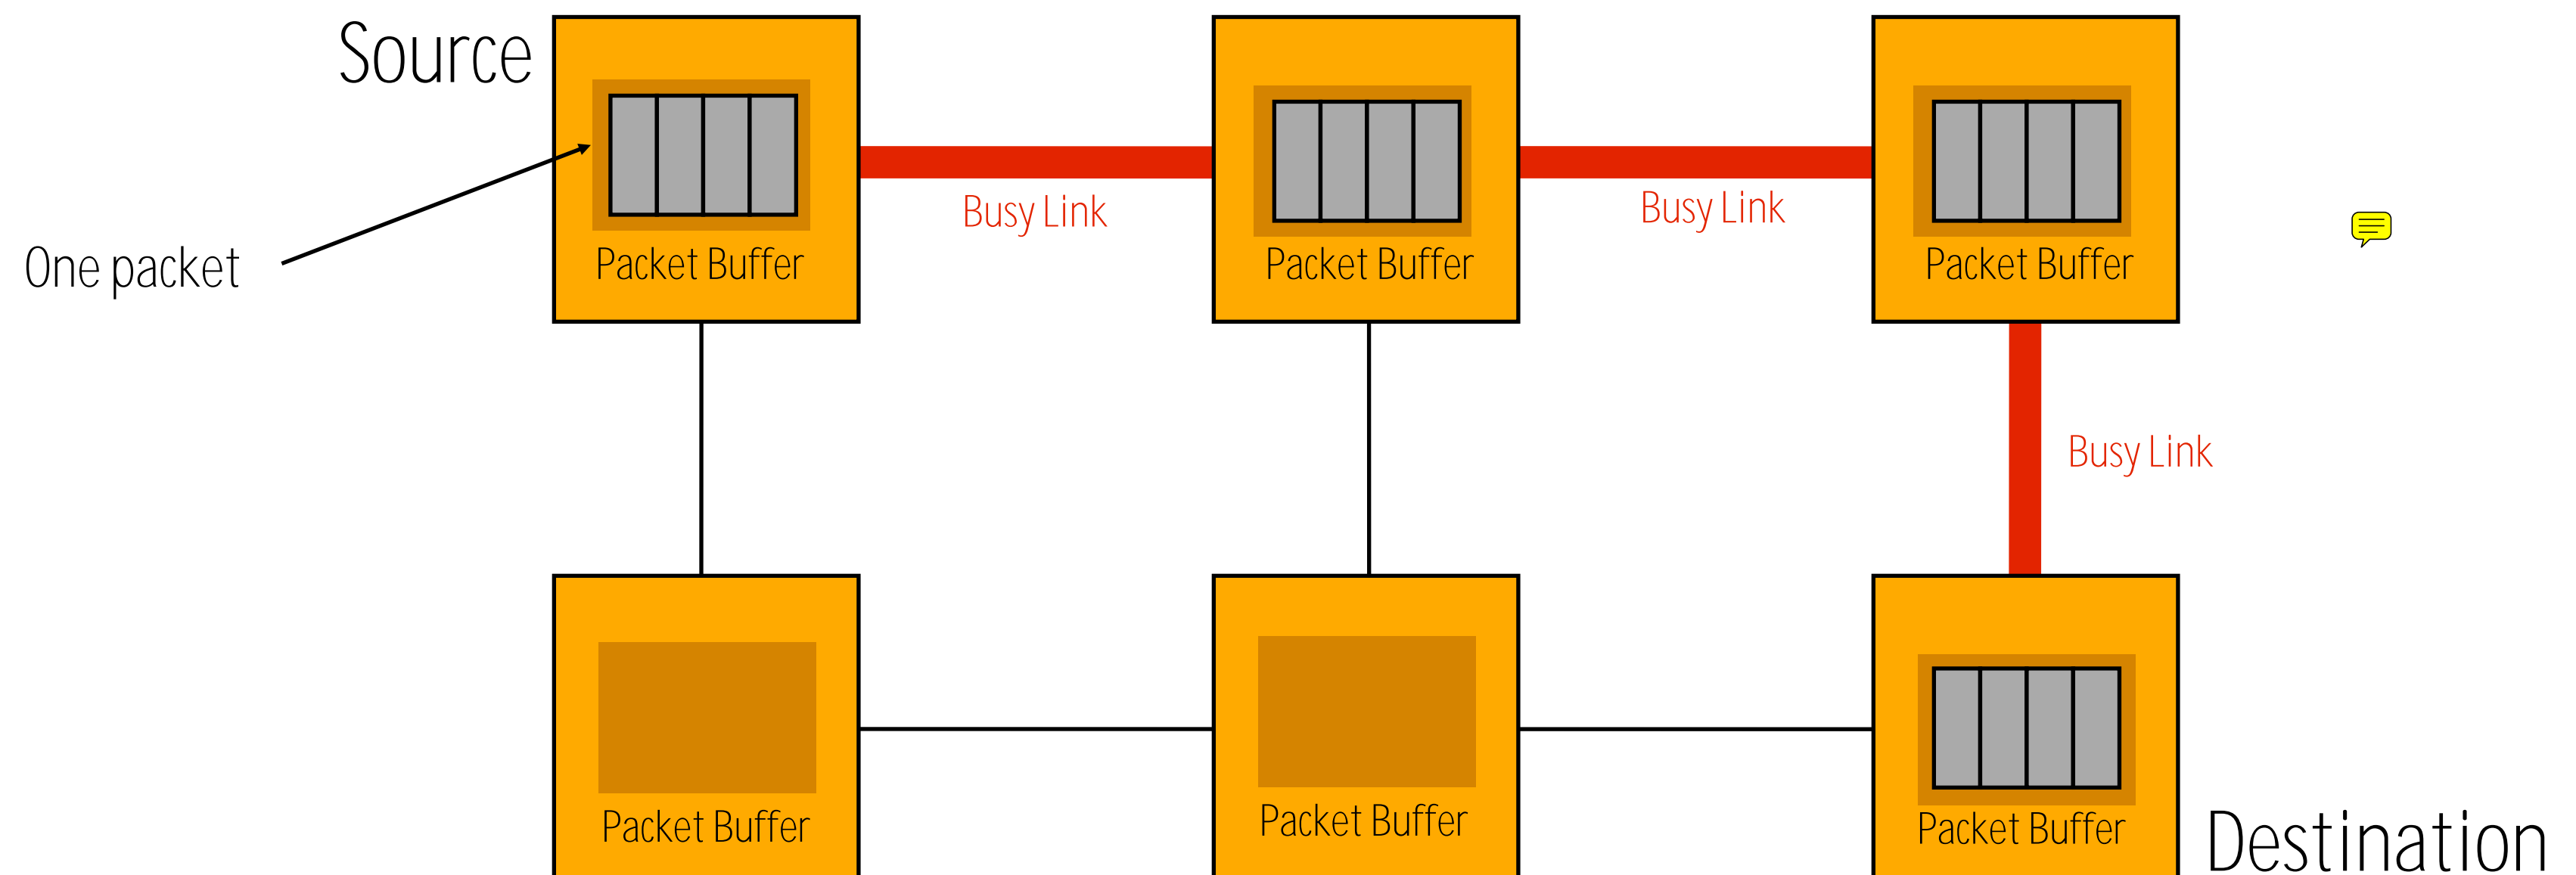 Source
Busy Link
Busy Link
One packet
Packet Buffer
Packet Buffer
Packet Buffer
Busy Link
Packet Buffer
Packet Buffer
Packet Buffer
Destination